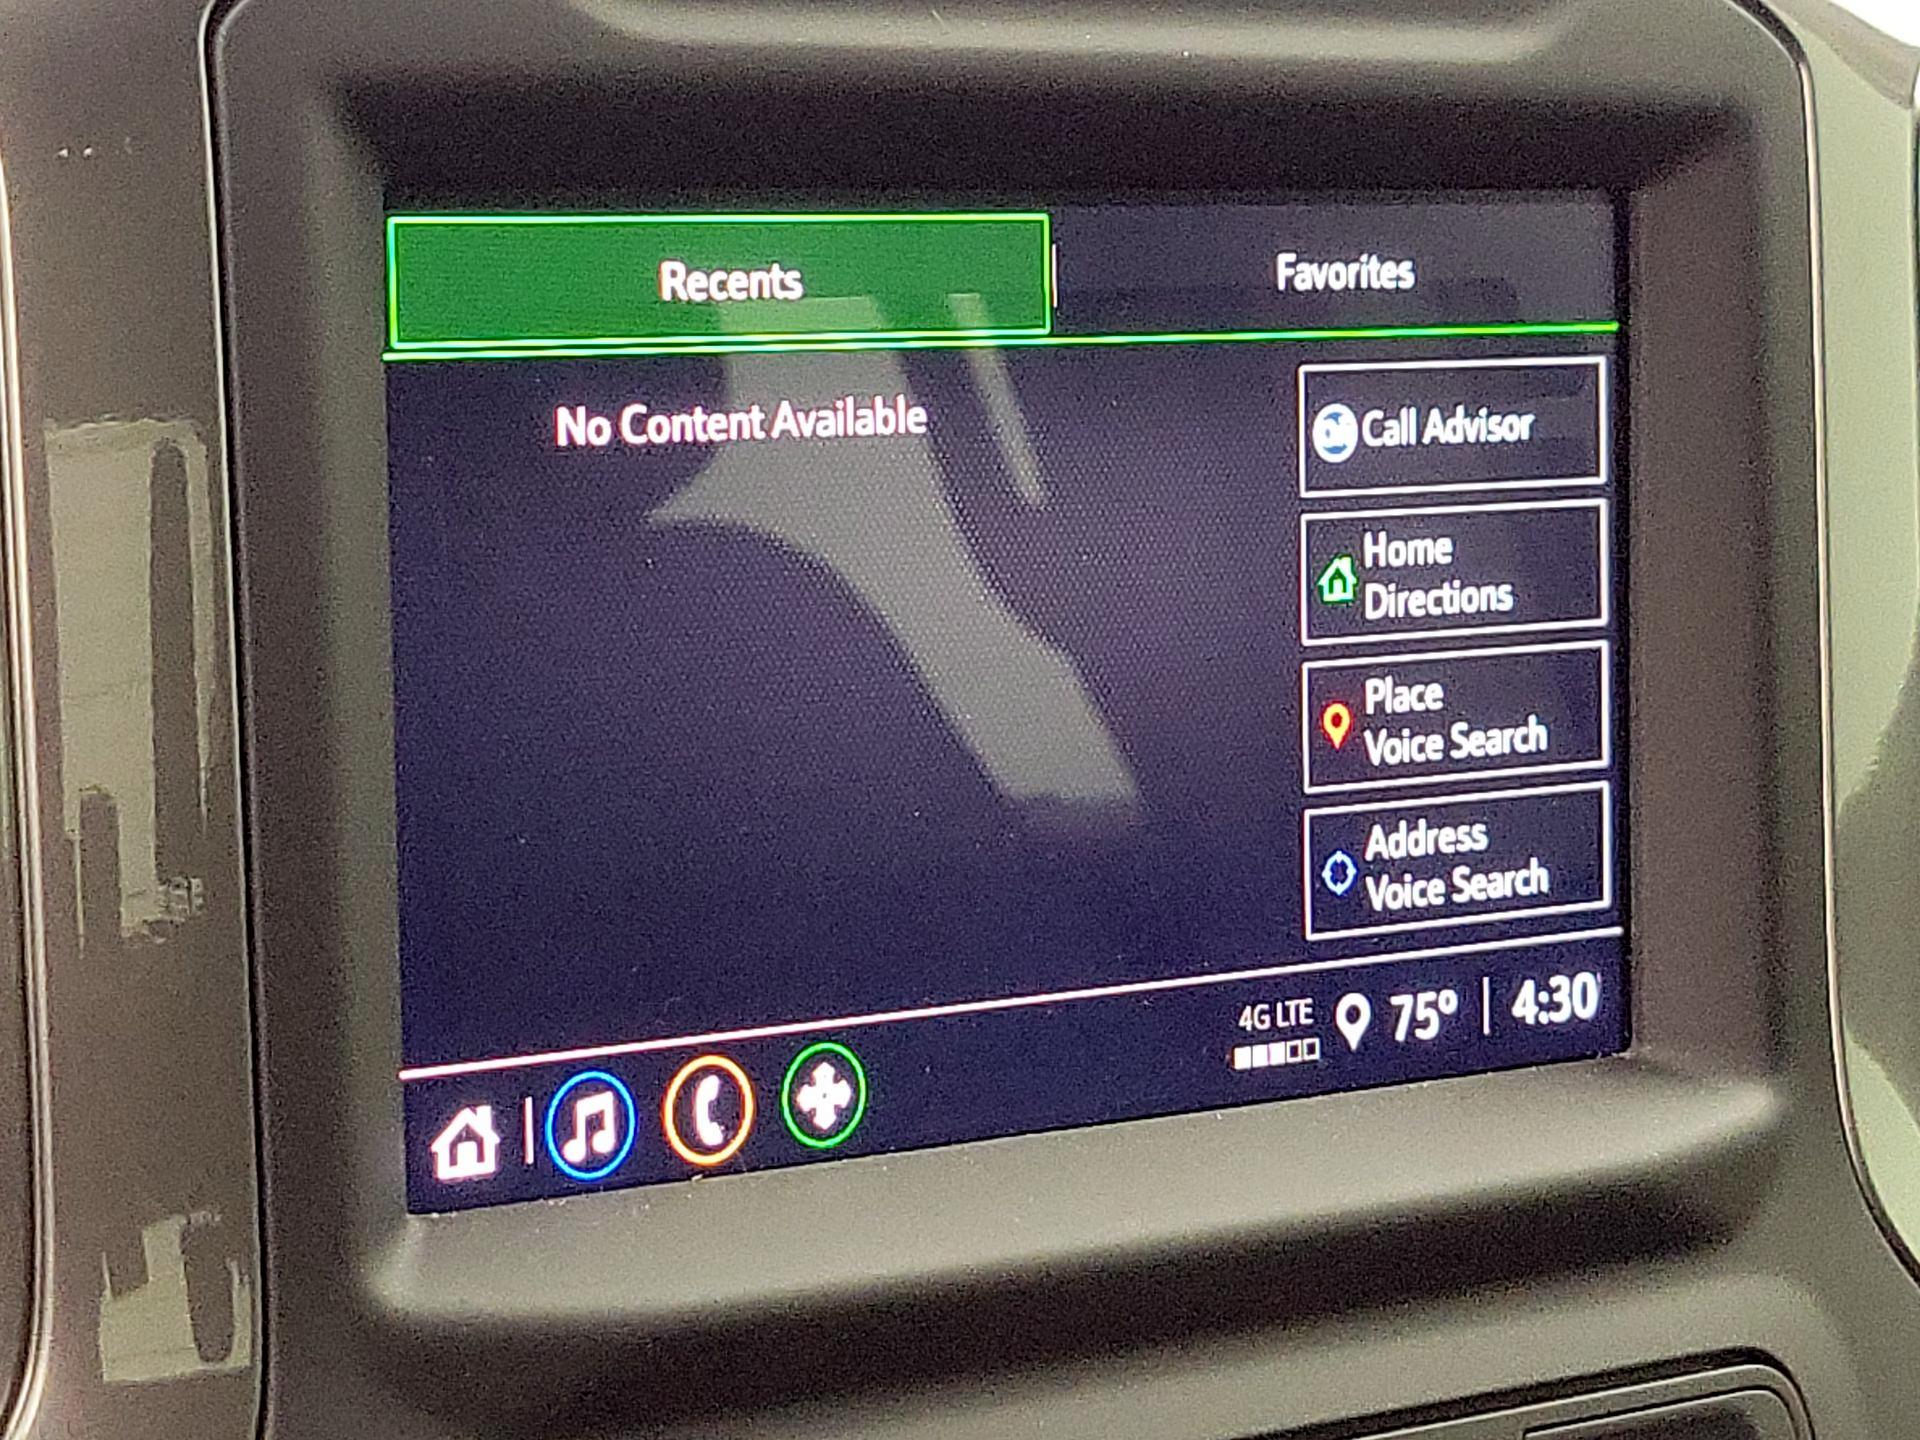 Recents
Favorites
No Content Available
Call Advisor
Home
Directions
Place
Voice Search
Address
Voice Search
4G LTE
75°
4:30